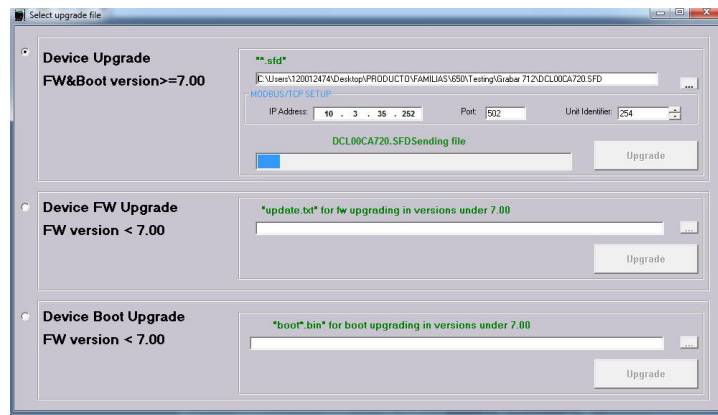 Select upgrade file
Device Upgrade
FW&Boot version>=7.00
"*.sfd"
C:\Users\120012474\Desktop\PRODUCTO\FAMILIAS\650\Testing\Grabar 712\DCL00CA720.SFD
...
MODBUS/TCP SETUP
IP Address: 10 . 3 . 35 . 252 Port: 502 Unit Identifier: 254
DCL00CA720.SFDSending file
Upgrade
Device FW Upgrade
FW version < 7.00
"update.txt" for fw upgrading in versions under 7.00
...
Upgrade
Device Boot Upgrade
FW version < 7.00
"boot*.bin" for boot upgrading in versions under 7.00
...
Upgrade